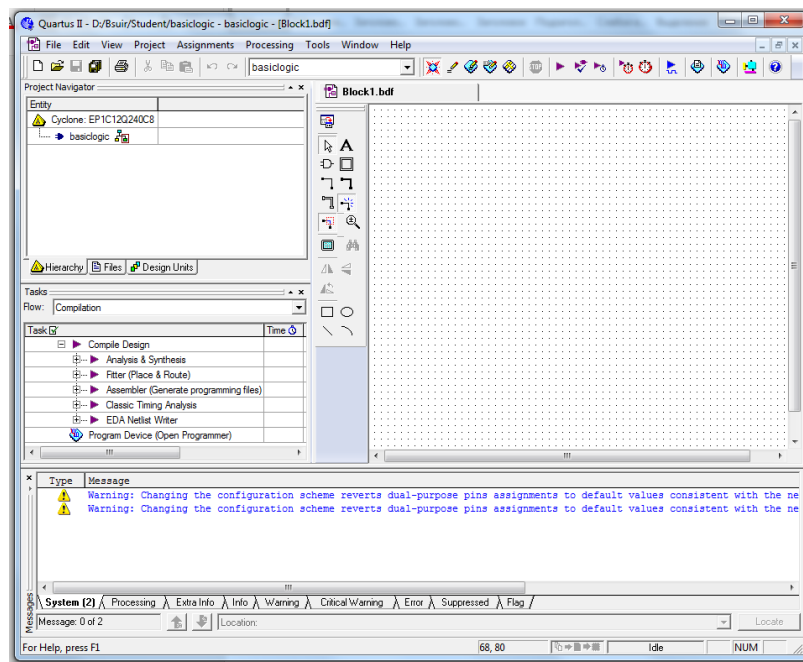 Quartus II - D:/Bsuir/Student/basiclogic - basiclogic - [Block1.bdf]
File Edit View Project Assignments Processing Tools Window Help
basiclogic
Project Navigator
Block1.bdf
Entity
Cyclone: EP1C12Q240C8
basiclogic
A
Hierarchy Files Design Units
Tasks
Flow: Compilation
Task Time
Compile Design
Analysis & Synthesis
Fitter (Place & Route)
Assembler (Generate programming files)
Classic Timing Analysis
EDA Netlist Writer
Program Device (Open Programmer)
Type Message
Warning: Changing the configuration scheme reverts dual-purpose pins assignments to default values consistent with the ne
Warning: Changing the configuration scheme reverts dual-purpose pins assignments to default values consistent with the ne
System (2) Processing Extra Info Info Warning Critical Warning Error Suppressed Flag
Messages
Message: 0 of 2 Location: Locate
For Help, press F1 68, 80 Idle NUM